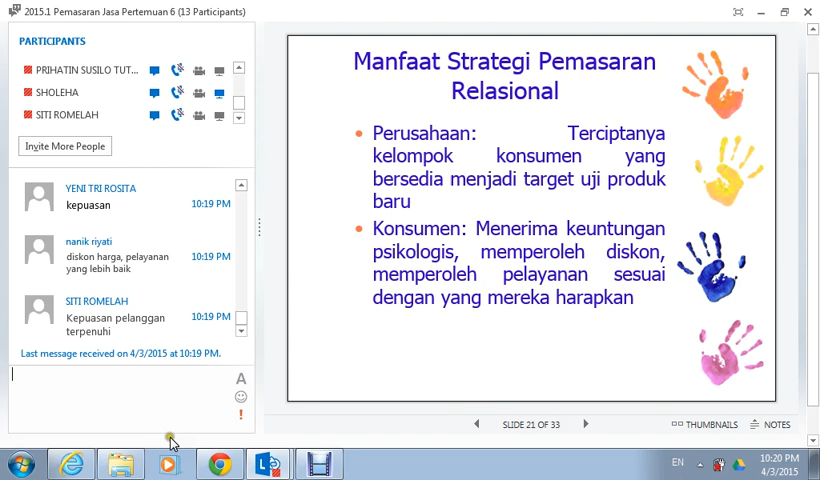 2015.1 Pemasaran Jasa Pertemuan 6 (13 Participants)
PARTICIPANTS
PRIHATIN SUSILO TUT...
SHOLEHA
SITI ROMELAH
Invite More People
YENI TRI ROSITA
kepuasan 10:19 PM
nanik riyati
diskon harga, pelayanan 10:19 PM
yang lebih baik
SITI ROMELAH
Kepuasan pelanggan 10:19 PM
terpenuhi
Last message received on 4/3/2015 at 10:19 PM.
A
!
Manfaat Strategi Pemasaran
Relasional
• Perusahaan: Terciptanya
kelompok konsumen yang
bersedia menjadi target uji produk
baru
• Konsumen: Menerima keuntungan
psikologis, memperoleh diskon,
memperoleh pelayanan sesuai
dengan yang mereka harapkan
SLIDE 21 OF 33
THUMBNAILS
NOTES
EN
10:20 PM
4/3/2015